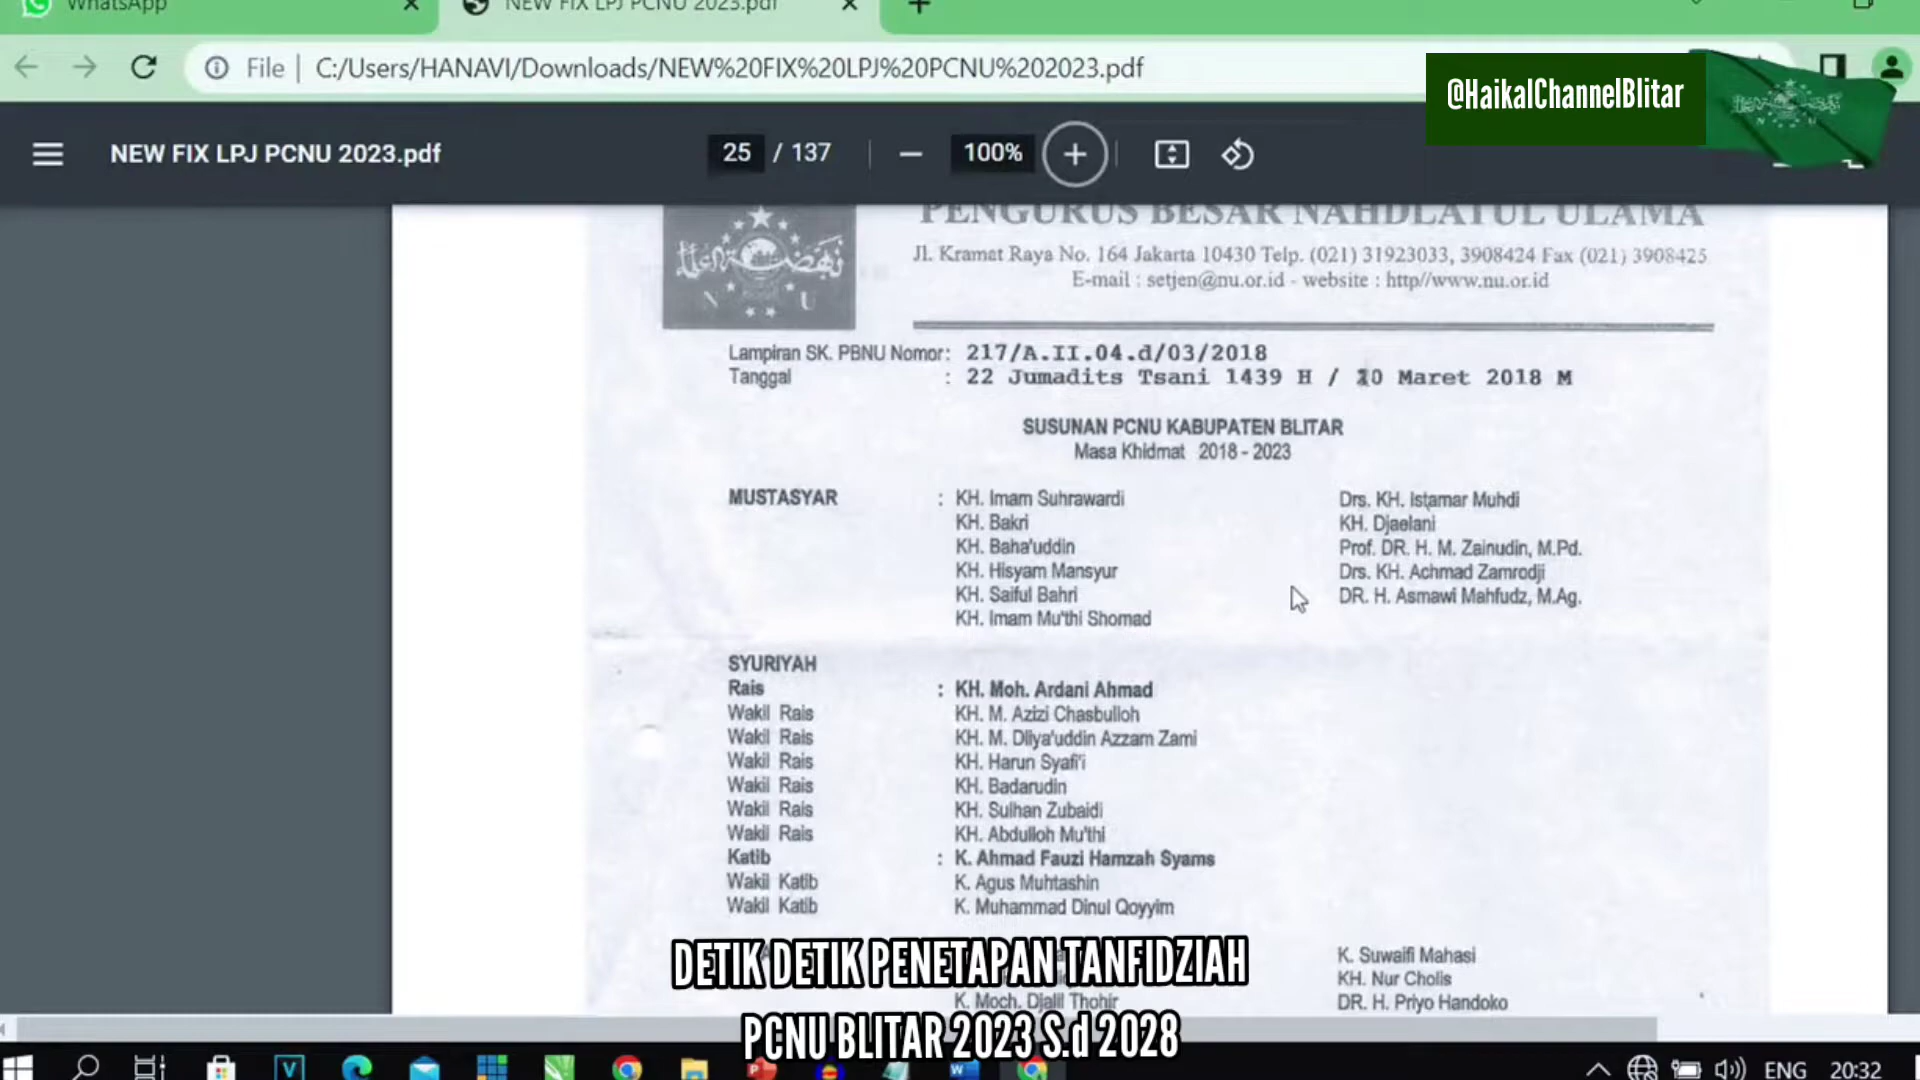 WhatsApp
NEW FIX LPJ PCNU 2023.pdf
File | C:/Users/HANAVI/Downloads/NEW%20FIX%20LPJ%20PCNU%202023.pdf
@HaikalChannelBlitar
NEW FIX LPJ PCNU 2023.pdf
25 / 137
100%
PENGURUS BESAR NAHDLATUL ULAMA
Jl. Kramat Raya No. 164 Jakarta 10430 Telp. (021) 31923033, 3908424 Fax (021) 3908425
E-mail : setjen@nu.or.id - website : http//www.nu.or.id
N U
Lampiran SK. PBNU Nomor: 217/A.II.04.d/03/2018
Tanggal : 22 Jumadits Tsani 1439 H / Maret 2018 M
SUSUNAN PCNU KABUPATEN BLITAR
Masa Khidmat 2018 - 2023
MUSTASYAR : KH. Imam Suhrawardi Drs. KH. Istamar Muhdi
KH. Bakri KH. Djaelani
KH. Baha'uddin Prof. DR. H. M. Zainudin, M.Pd.
KH. Hisyam Mansyur Drs. KH. Achmad Zamrodji
KH. Saiful Bahri DR. H. Asmawi Mahfudz, M.Ag.
KH. Imam Mu'thi Shomad
SYURIYAH
Rais : KH. Moh. Ardani Ahmad
Wakil Rais KH. M. Azizi Chasbulloh
Wakil Rais KH. M. Dliya'uddin Azzam Zami
Wakil Rais KH. Harun Syafi'i
Wakil Rais KH. Badarudin
Wakil Rais KH. Sulhan Zubaidi
Wakil Rais KH. Abdulloh Mu'thi
Katib : K. Ahmad Fauzi Hamzah Syams
Wakil Katib K. Agus Muhtashin
Wakil Katib K. Muhammad Dinul Qoyyim
K. Suwaifi Mahasi
KH. Nur Cholis
K. Moch. Djalil Thohir DR. H. Priyo Handoko
DETIK DETIK PENETAPAN TANFIDZIAH
PCNU BLITAR 2023 S.d 2028
ENG 20:32